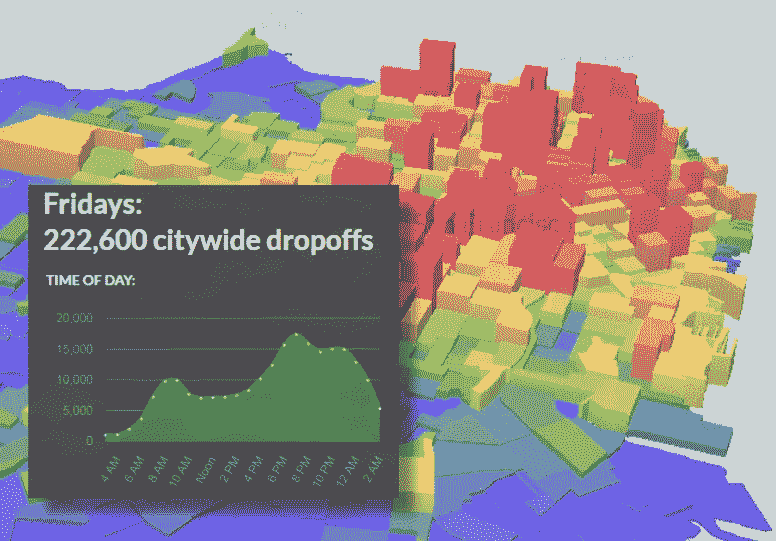 Fridays:
222,600 citywide dropoffs
TIME OF DAY:
20,000
15,000
10,000
5,000
0
4 AM
6 AM
8 AM
10 AM
Noon
2 PM
4 PM
6 PM
8 PM
10 PM
12 AM
2 AM